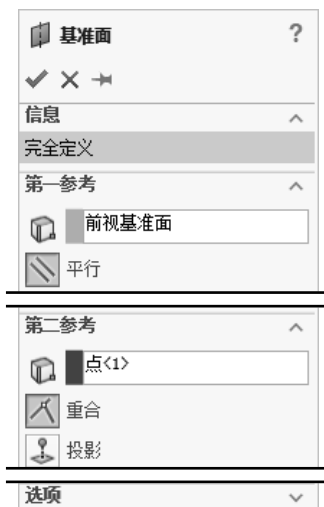 基准面 ?
信息
完全定义
第一参考
前视基准面
平行
第二参考
点<1>
重合
投影
选项